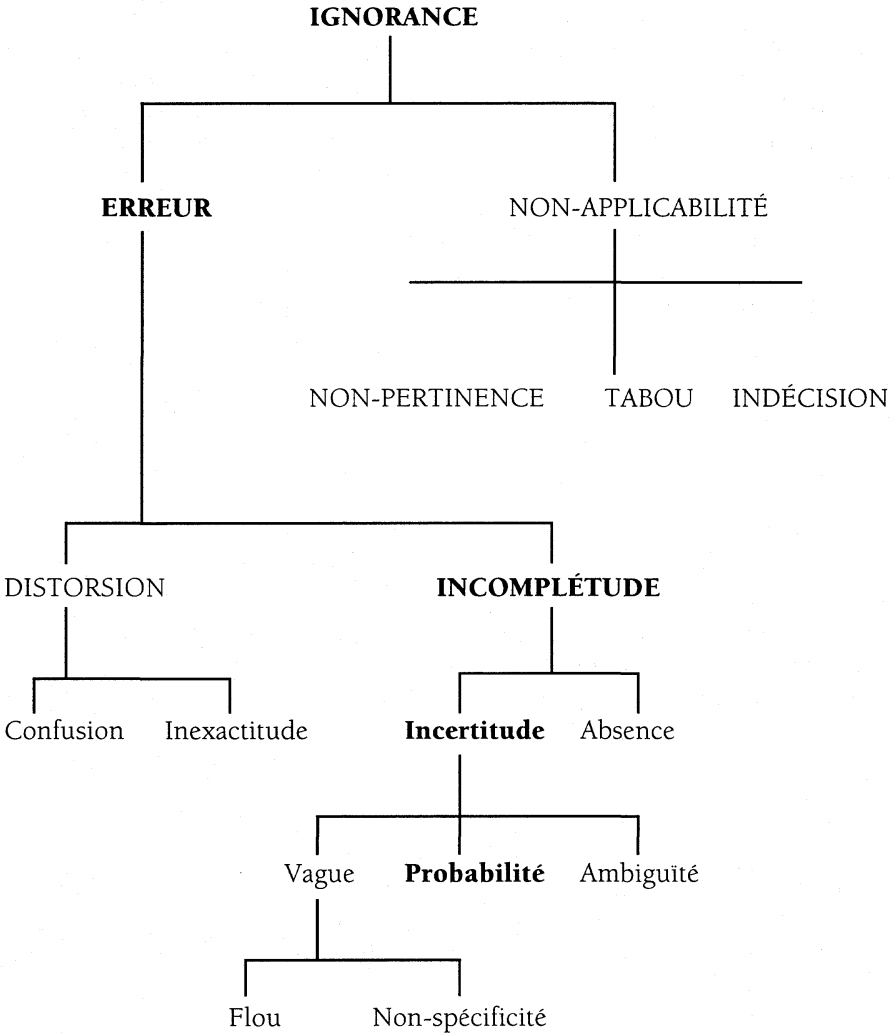 IGNORANCE
ERREUR NON-APPLICABILITÉ
NON-PERTINENCE TABOU INDÉCISION
DISTORSION INCOMPLÉTUDE
Confusion Inexactitude Incertitude Absence
Vague Probabilité Ambiguïté
Flou Non-spécificité